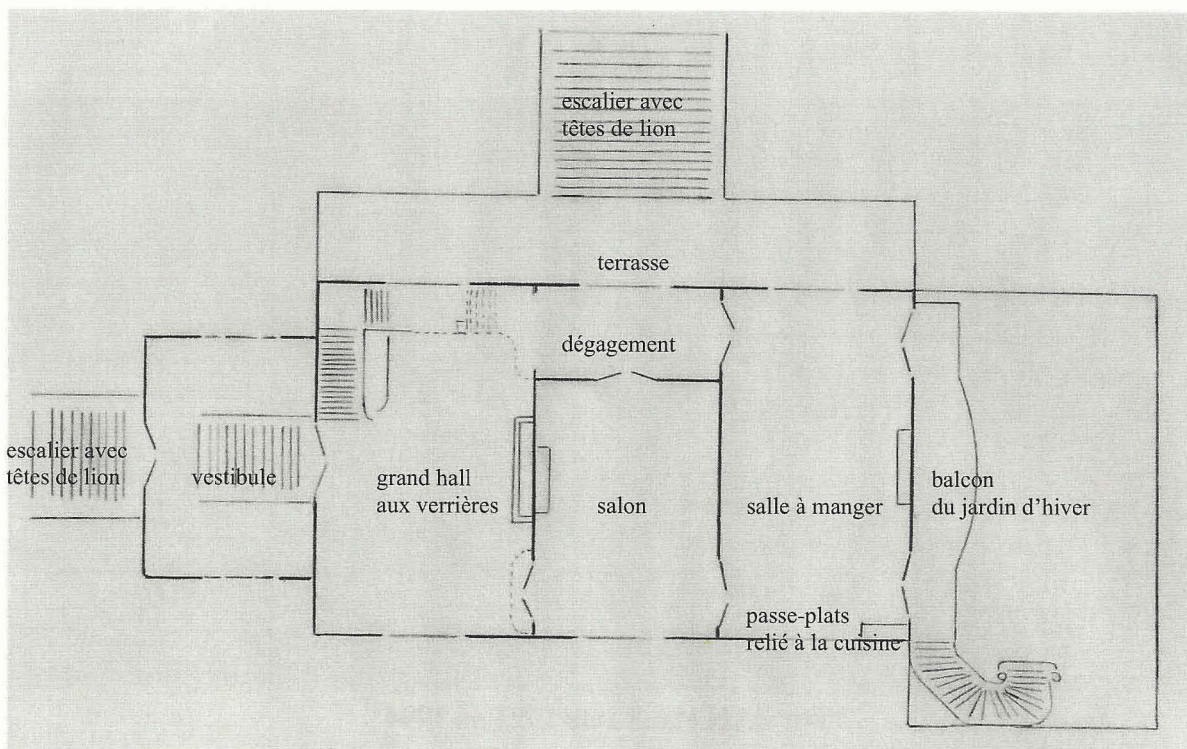 escalier avec
têtes de lion
terrasse
dégagement
escalier avec
têtes de lion
vestibule
grand hall
aux verrières
salon
salle à manger
balcon
du jardin d'hiver
passe-plats
relié à la cuisine